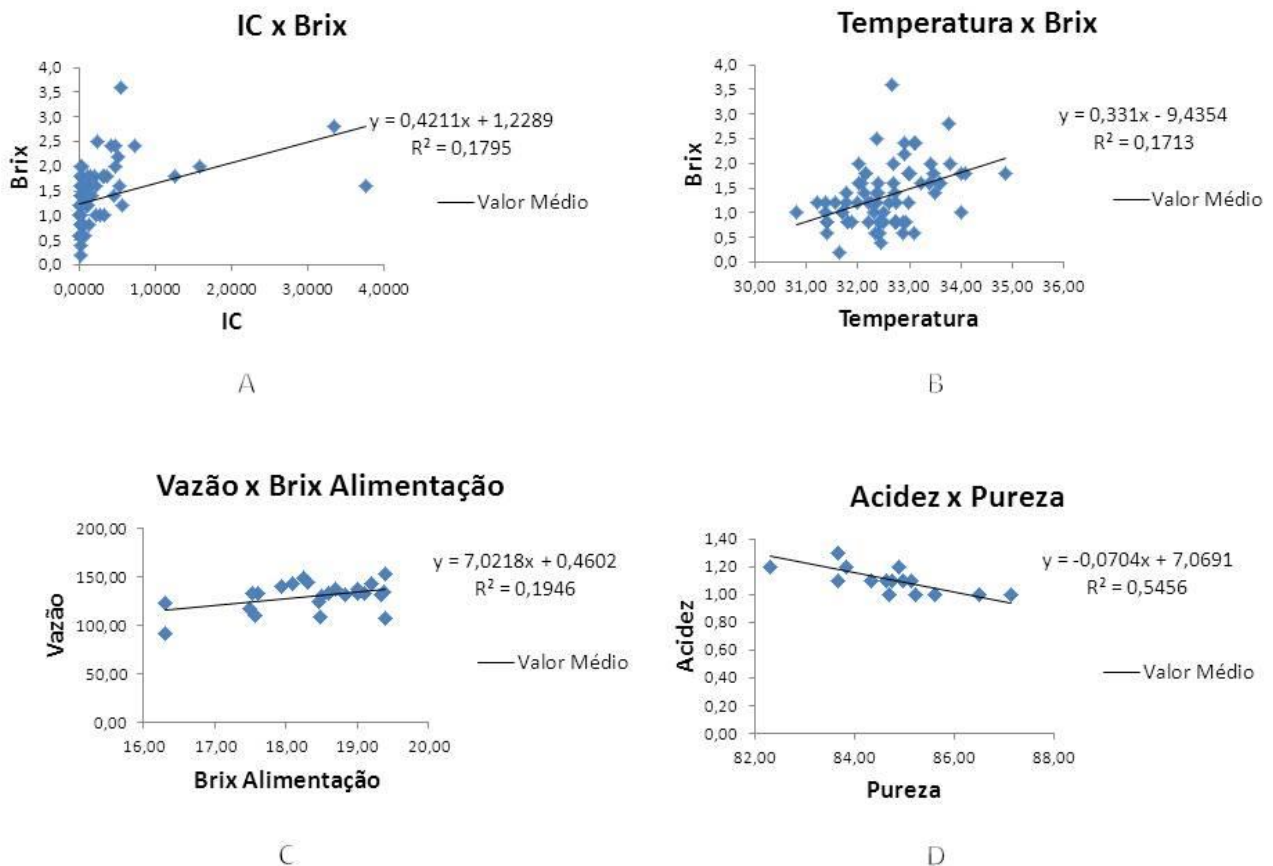 IC x Brix
4,0
3,5
3,0
2,5
2,0
1,5
1,0
0,5
0,0
Brix
y = 0,4211x + 1,2289
R² = 0,1795
Valor Médio
0,0000 1,0000 2,0000 3,0000 4,0000
IC
A
Temperatura x Brix
4,0
3,5
3,0
2,5
2,0
1,5
1,0
0,5
0,0
Brix
y = 0,331x - 9,4354
R² = 0,1713
Valor Médio
30,00 31,00 32,00 33,00 34,00 35,00 36,00
Temperatura
B
Vazão x Brix Alimentação
200,00
150,00
100,00
50,00
0,00
Vazão
y = 7,0218x + 0,4602
R² = 0,1946
Valor Médio
16,00 17,00 18,00 19,00 20,00
Brix Alimentação
C
Acidez x Pureza
1,40
1,20
1,00
0,80
0,60
0,40
0,20
0,00
Acidez
y = -0,0704x + 7,0691
R² = 0,5456
Valor Médio
82,00 84,00 86,00 88,00
Pureza
D